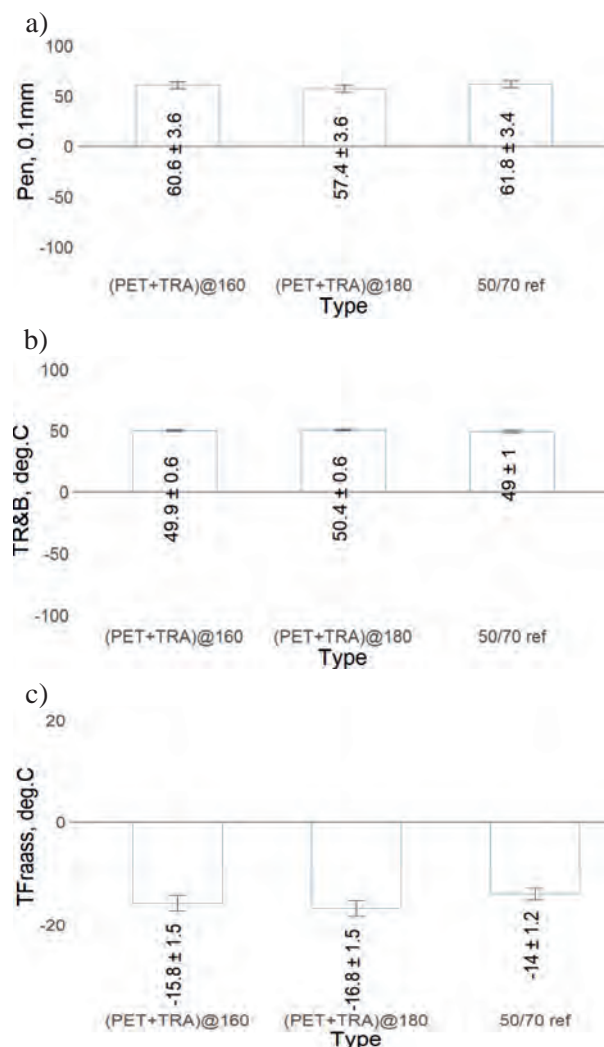 a)
Pen, 0.1mm
100
50
0
-50
-100
60.6 ± 3.6
57.4 ± 3.6
61.8 ± 3.4
(PET+TRA)@160 (PET+TRA)@180 50/70 ref
Type
b)
TR&B, deg.C
100
50
0
-50
-100
49.9 ± 0.6
50.4 ± 0.6
49 ± 1
(PET+TRA)@160 (PET+TRA)@180 50/70 ref
Type
c)
TFraass, deg.C
20
0
-20
-15.8 ± 1.5
-16.8 ± 1.5
-14 ± 1.2
(PET+TRA)@160 (PET+TRA)@180 50/70 ref
Type